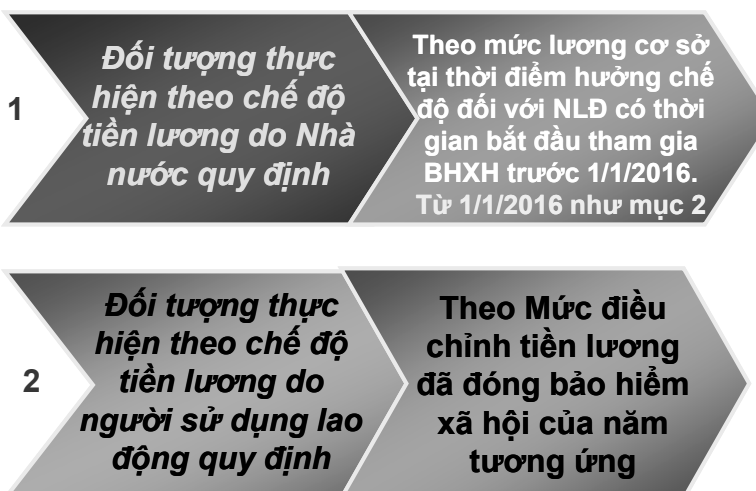 1
Đối tượng thực
hiện theo chế độ
tiền lương do Nhà
nước quy định
Theo mức lương cơ sở
tại thời điểm hưởng chế
độ đối với NLĐ có thời
gian bắt đầu tham gia
BHXH trước 1/1/2016.
Từ 1/1/2016 như mục 2
2
Đối tượng thực
hiện theo chế độ
tiền lương do
người sử dụng lao
động quy định
Theo Mức điều
chỉnh tiền lương
đã đóng bảo hiểm
xã hội của năm
tương ứng